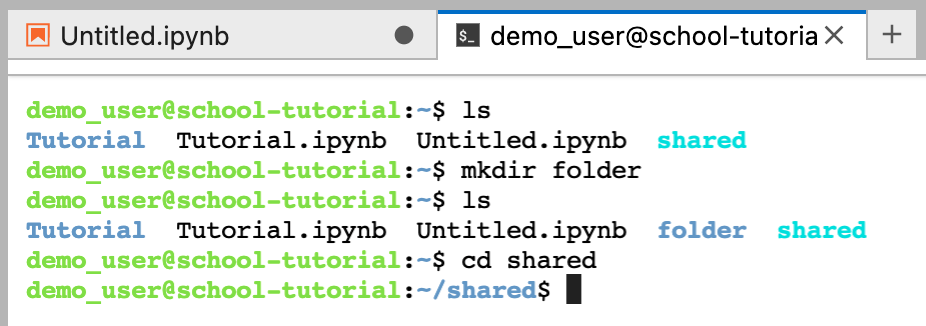 Untitled.ipynb
$_ demo_user@school-tutoria
demo_user@school-tutorial:~$ ls
Tutorial  Tutorial.ipynb  Untitled.ipynb  shared
demo_user@school-tutorial:~$ mkdir folder
demo_user@school-tutorial:~$ ls
Tutorial  Tutorial.ipynb  Untitled.ipynb  folder  shared
demo_user@school-tutorial:~$ cd shared
demo_user@school-tutorial:~/shared$